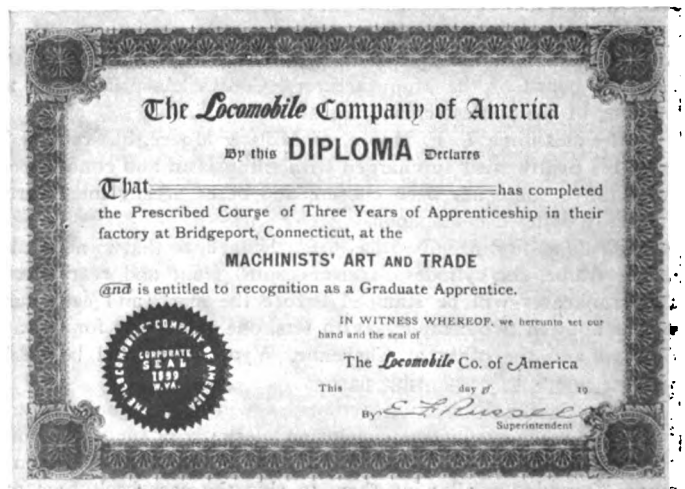 The Locomobile Company of America
By this DIPLOMA Declares
That has completed
the Prescribed Course of Three Years of Apprenticeship in their
factory at Bridgeport, Connecticut, at the
MACHINISTS' ART AND TRADE
and is entitled to recognition as a Graduate Apprentice.
IN WITNESS WHEREOF, we hereunto set our
hand and the seal of
The Locomobile Co. of America
This day of 19
By E F Russell
Superintendent
THE "LOCOMOBILE" COMPANY OF AMERICA
CORPORATE
SEAL
1899
W.VA.